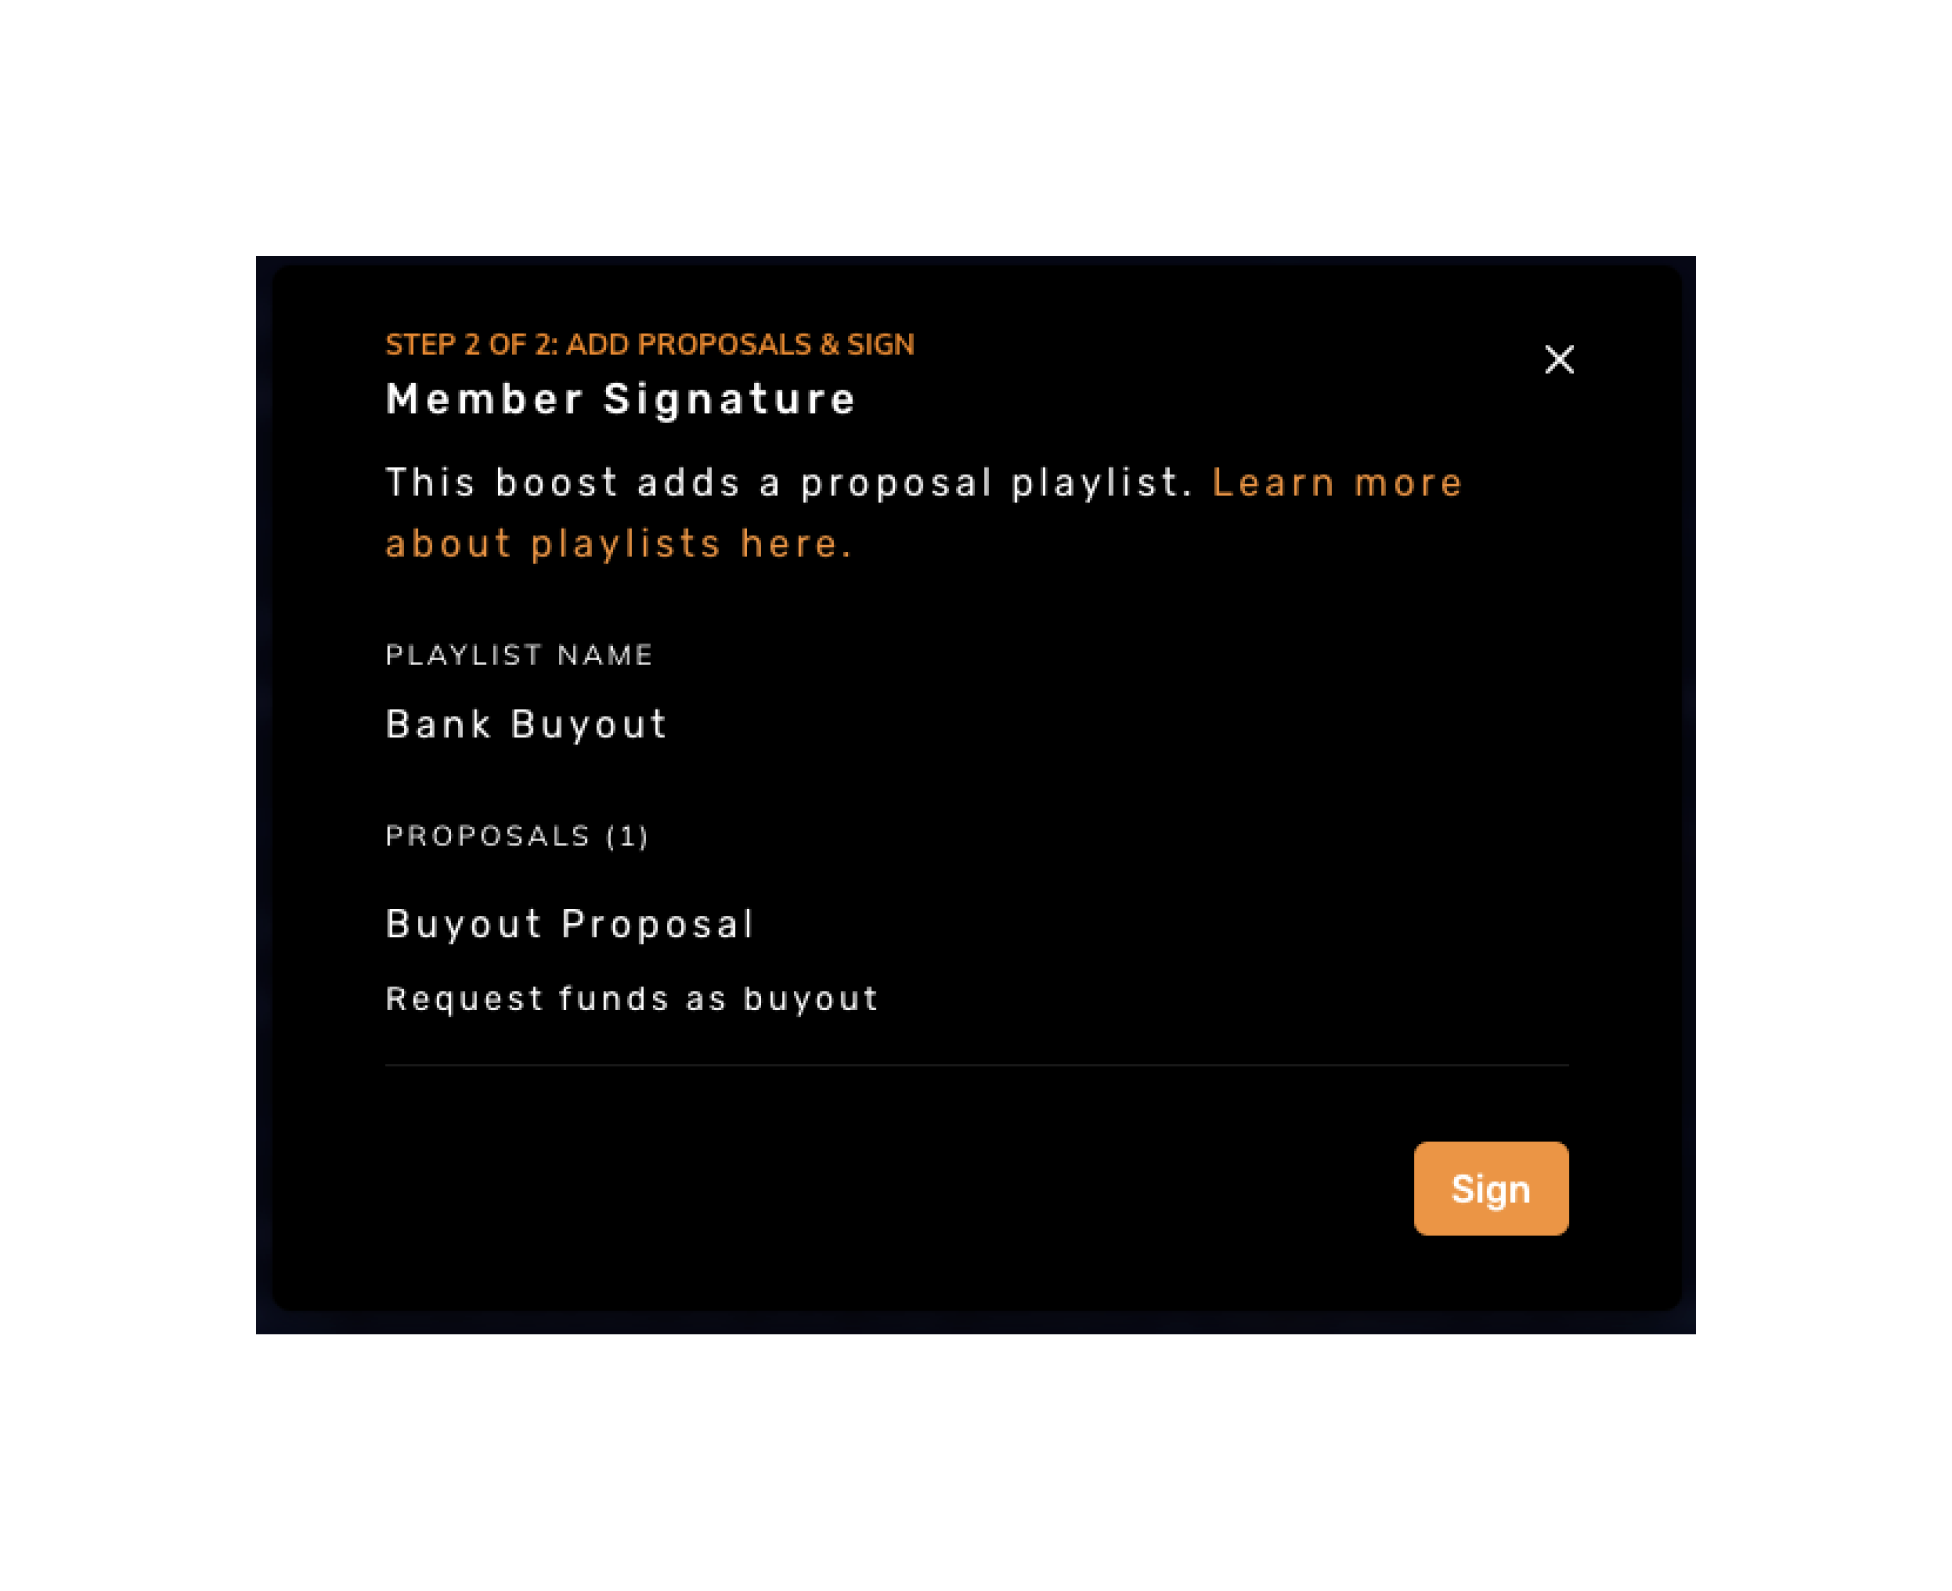 STEP 2 OF 2: ADD PROPOSALS & SIGN
Member Signature
This boost adds a proposal playlist. Learn more
about playlists here.
PLAYLIST NAME
Bank Buyout
PROPOSALS (1)
Buyout Proposal
Request funds as buyout
Sign